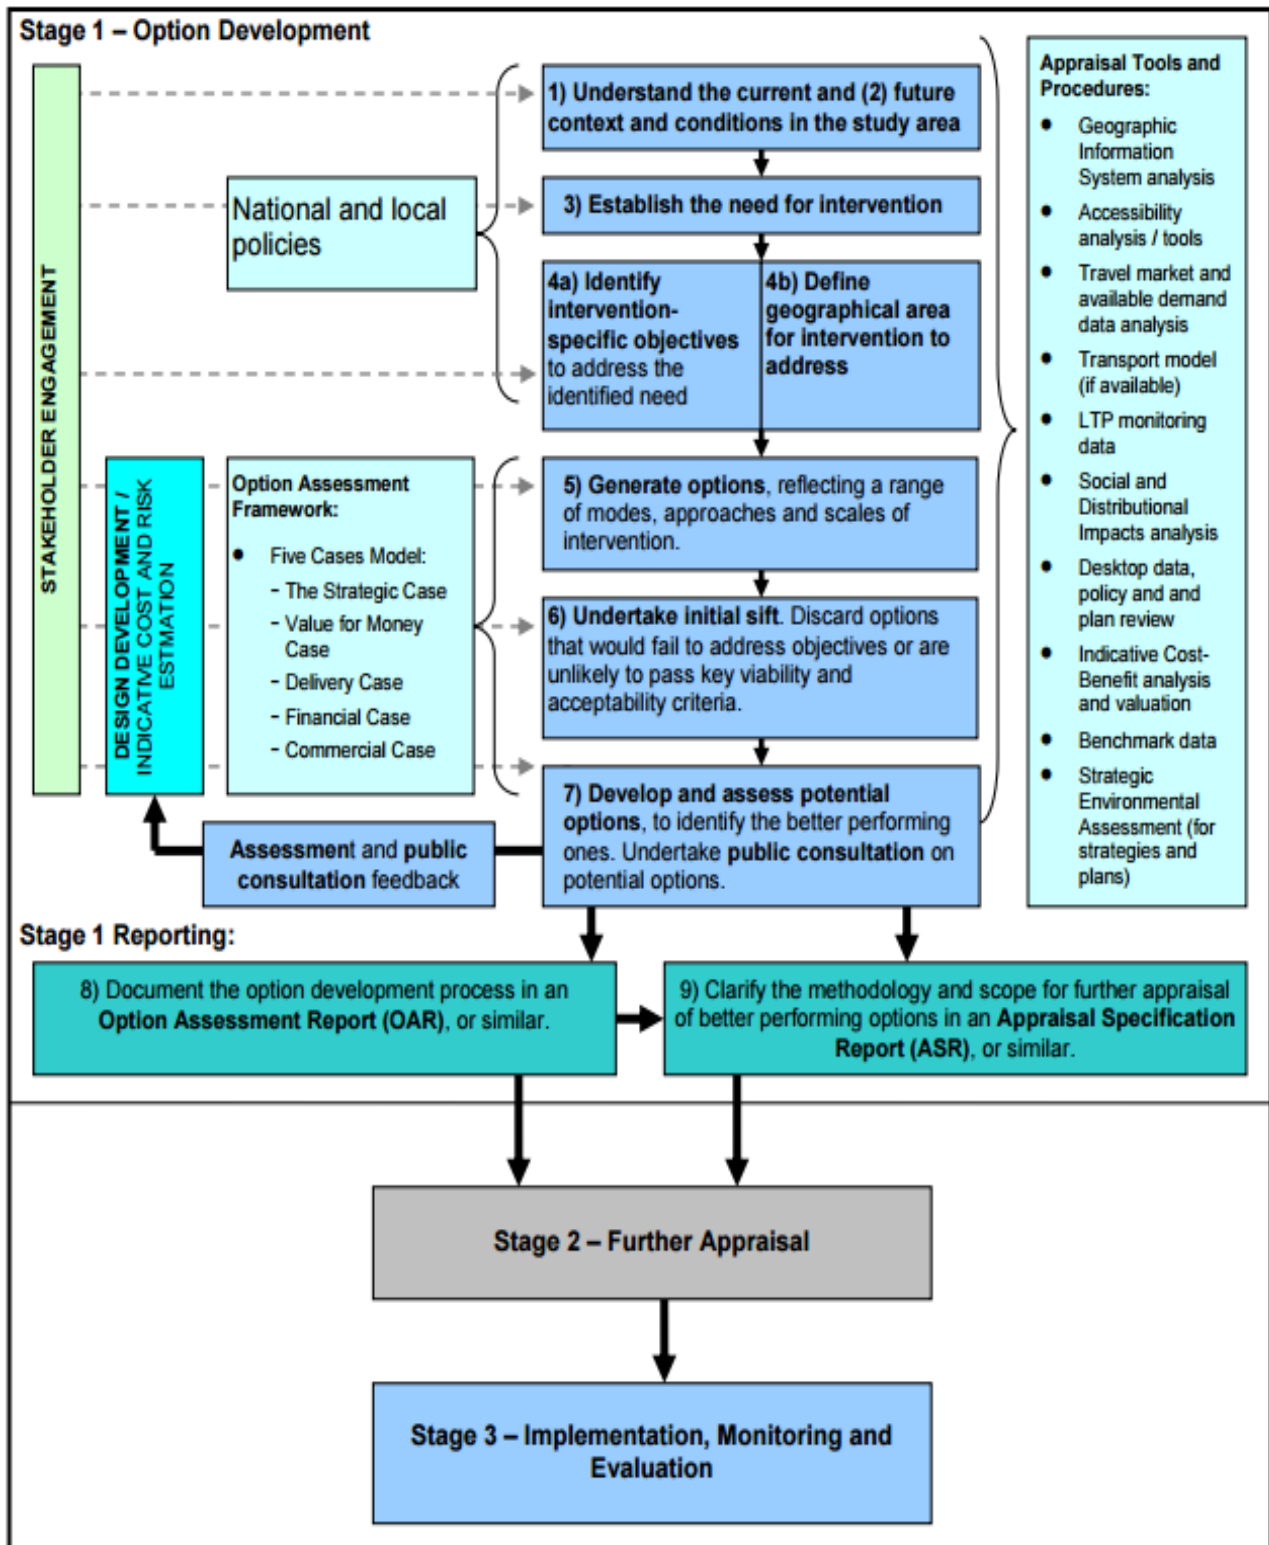 Stage 1 – Option Development
STAKEHOLDER ENGAGEMENT
National and local
policies
1) Understand the current and (2) future
context and conditions in the study area
3) Establish the need for intervention
4a) Identify
intervention-
specific objectives
to address the
identified need
4b) Define
geographical area
for intervention to
address
DESIGN DEVELOPMENT /
INDICATIVE COST AND RISK
ESTMATION
Option Assessment
Framework:
● Five Cases Model:
- The Strategic Case
- Value for Money
Case
- Delivery Case
- Financial Case
- Commercial Case
5) Generate options, reflecting a range
of modes, approaches and scales of
intervention.
6) Undertake initial sift. Discard options
that would fail to address objectives or are
unlikely to pass key viability and
acceptability criteria.
7) Develop and assess potential
options, to identify the better performing
ones. Undertake public consultation on
potential options.
Assessment and public
consultation feedback
Appraisal Tools and
Procedures:
● Geographic
Information
System analysis
● Accessibility
analysis / tools
● Travel market and
available demand
data analysis
● Transport model
(if available)
● LTP monitoring
data
● Social and
Distributional
Impacts analysis
● Desktop data,
policy and and
plan review
● Indicative Cost-
Benefit analysis
and valuation
● Benchmark data
● Strategic
Environmental
Assessment (for
strategies and
plans)
Stage 1 Reporting:
8) Document the option development process in an
Option Assessment Report (OAR), or similar.
9) Clarify the methodology and scope for further appraisal
of better performing options in an Appraisal Specification
Report (ASR), or similar.
Stage 2 – Further Appraisal
Stage 3 – Implementation, Monitoring and
Evaluation